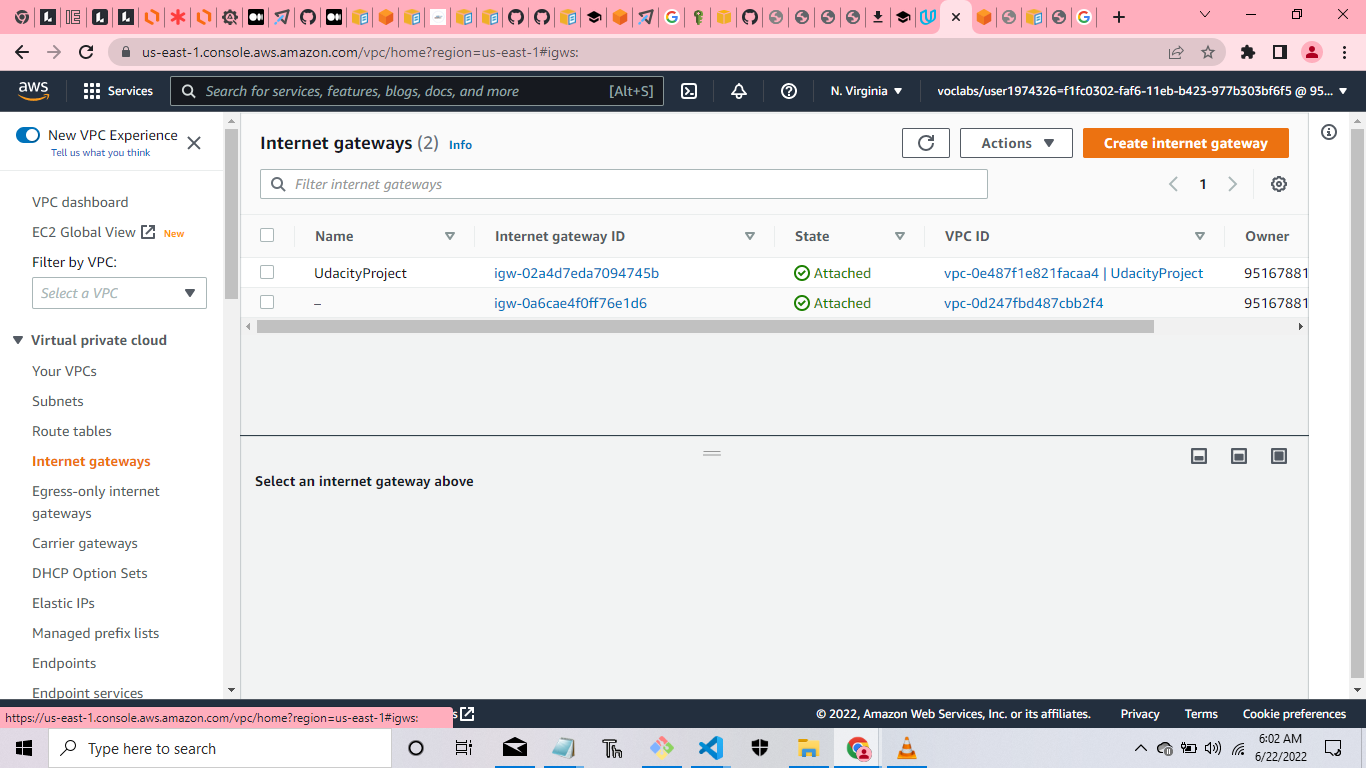 us-east-1.console.aws.amazon.com/vpc/home?region=us-east-1#igws:
aws
Services
Search for services, features, blogs, docs, and more
[Alt+S]
N. Virginia
voclabs/user1974326=f1fc0302-faf6-11eb-b423-977b303bf6f5 @ 95...
New VPC Experience
Tell us what you think
VPC dashboard
EC2 Global View New
Filter by VPC:
Select a VPC
Virtual private cloud
Your VPCs
Subnets
Route tables
Internet gateways
Egress-only internet
gateways
Carrier gateways
DHCP Option Sets
Elastic IPs
Managed prefix lists
Endpoints
Endpoint services
Internet gateways (2) Info
Actions
Create internet gateway
Filter internet gateways
1
Name Internet gateway ID State VPC ID Owner
UdacityProject igw-02a4d7eda7094745b Attached vpc-0e487f1e821facaa4 | UdacityProject 95167881
– igw-0a6cae4f0ff76e1d6 Attached vpc-0d247fbd487cbb2f4 95167881
Select an internet gateway above
https://us-east-1.console.aws.amazon.com/vpc/home?region=us-east-1#igws:
© 2022, Amazon Web Services, Inc. or its affiliates. Privacy Terms Cookie preferences
Type here to search
6:02 AM
6/22/2022